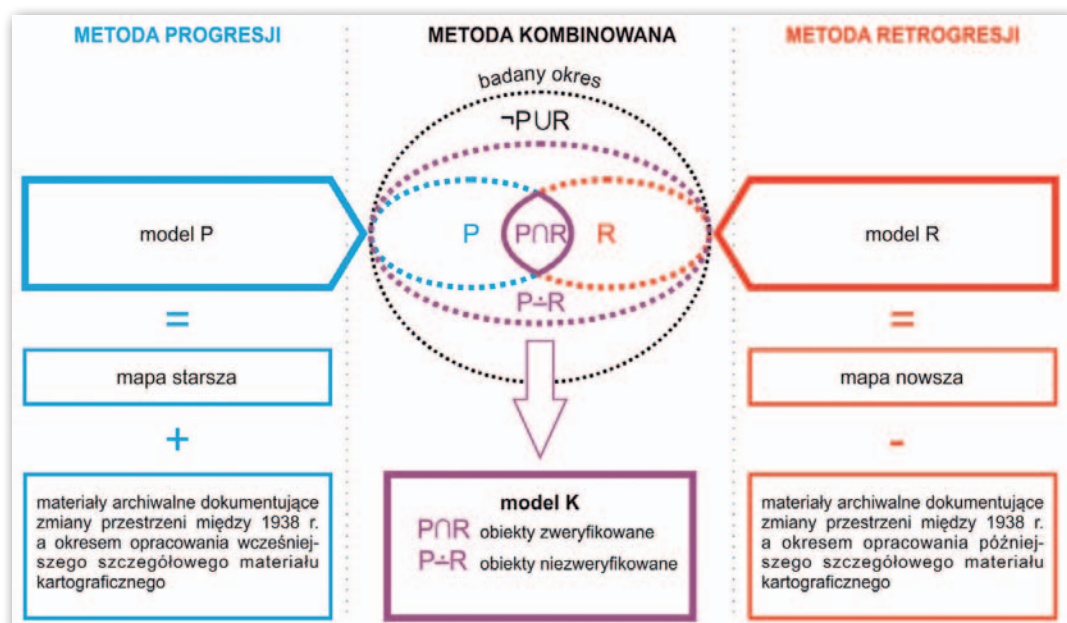 METODA PROGRESJI
METODA KOMBINOWANA
METODA RETROGRESJI
badany okres
¬P∪R
model P
P
P∩R
R
model R
P∸R
=
=
mapa starsza
mapa nowsza
+
-
materiały archiwalne dokumentujące
zmiany przestrzeni między 1938 r.
a okresem opracowania wcześniej-
szego szczegółowego materiału
kartograficznego
model K
P∩R obiekty zweryfikowane
P∸R obiekty niezweryfikowane
materiały archiwalne dokumentujące
zmiany przestrzeni między 1938 r.
a okresem opracowania później-
szego szczegółowego materiału
kartograficznego